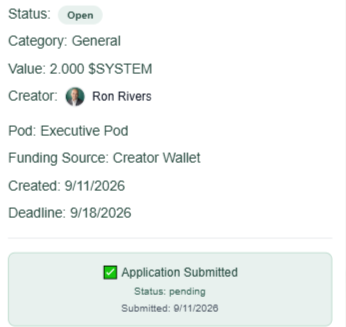 Status: Open
Category: General
Value: 2.000 $SYSTEM
Creator: Ron Rivers
Pod: Executive Pod
Funding Source: Creator Wallet
Created: 9/11/2026
Deadline: 9/18/2026
Application Submitted
Status: pending
Submitted: 9/11/2026